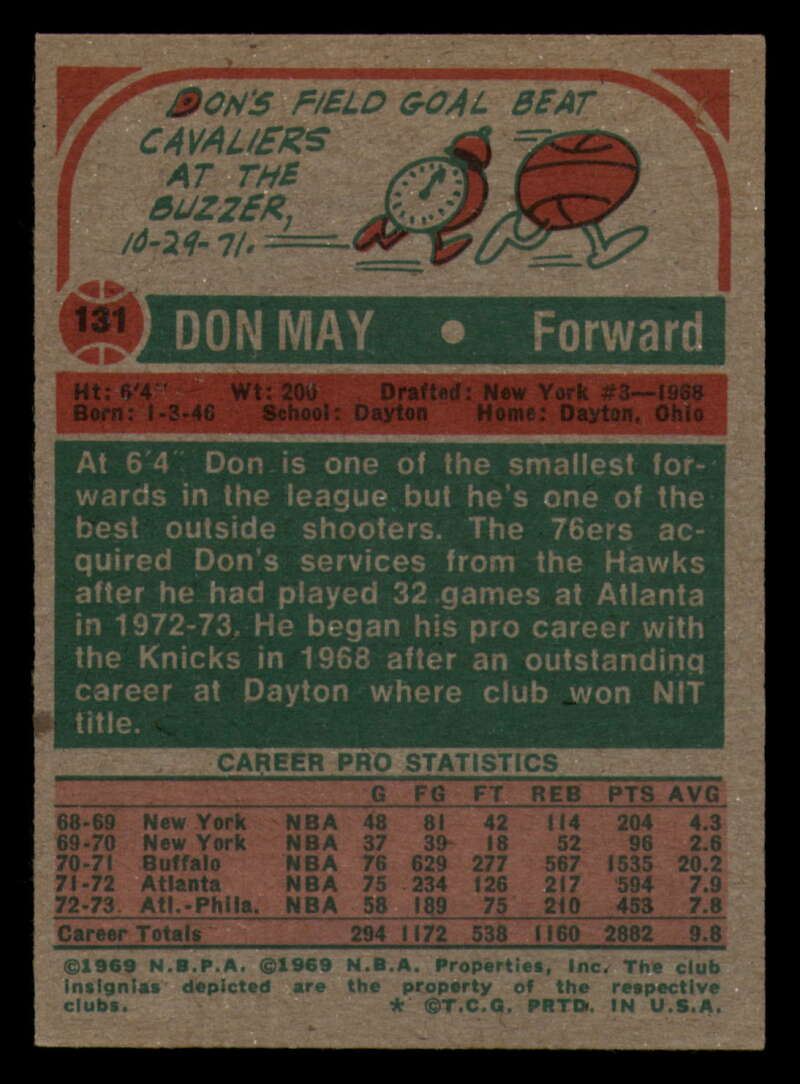 DON'S FIELD GOAL BEAT
CAVALIERS
AT THE
BUZZER,
10-29-71.
131 DON MAY • Forward
Ht: 6'4" Wt: 200 Drafted: New York #3—1968
Born: 1-3-46 School: Dayton Home: Dayton, Ohio
At 6'4" Don is one of the smallest for-
wards in the league but he's one of the
best outside shooters. The 76ers ac-
quired Don's services from the Hawks
after he had played 32 games at Atlanta
in 1972-73. He began his pro career with
the Knicks in 1968 after an outstanding
career at Dayton where club won NIT
title.
CAREER PRO STATISTICS
G FG FT REB PTS AVG
68-69 New York NBA 48 81 42 114 204 4.3
69-70 New York NBA 37 39 18 52 96 2.6
70-71 Buffalo NBA 76 629 277 567 1535 20.2
71-72 Atlanta NBA 75 234 126 217 594 7.9
72-73 Atl.-Phila. NBA 58 189 75 210 453 7.8
Career Totals 294 1172 538 1160 2882 9.8
©1969 N.B.P.A. ©1969 N.B.A. Properties, Inc. The club
insignias depicted are the property of the respective
clubs. * ©T.C.G. PRTD. IN U.S.A.